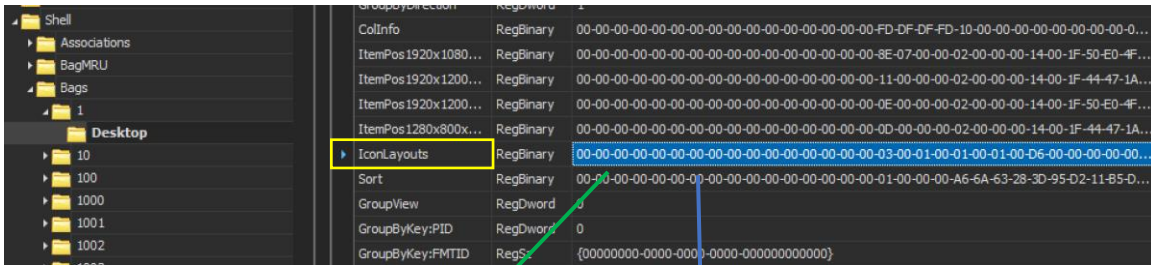 GroupByDirection RegDword 1
Shell
ColInfo RegBinary 00-00-00-00-00-00-00-00-00-00-00-00-00-00-00-00-FD-DF-DF-FD-10-00-00-00-00-00-00-00-00-00-0...
Associations
ItemPos1920x1080... RegBinary 00-00-00-00-00-00-00-00-00-00-00-00-00-00-00-00-8E-07-00-00-02-00-00-00-14-00-1F-50-E0-4F...
BagMRU
ItemPos1920x1200... RegBinary 00-00-00-00-00-00-00-00-00-00-00-00-00-00-00-00-11-00-00-00-02-00-00-00-14-00-1F-44-47-1A...
Bags
ItemPos1920x1200... RegBinary 00-00-00-00-00-00-00-00-00-00-00-00-00-00-00-00-0E-00-00-00-02-00-00-00-14-00-1F-50-E0-4F...
1
Desktop
ItemPos1280x800x... RegBinary 00-00-00-00-00-00-00-00-00-00-00-00-00-00-00-00-0D-00-00-00-02-00-00-00-14-00-1F-44-47-1A...
10
IconLayouts RegBinary 00-00-00-00-00-00-00-00-00-00-00-00-00-00-00-00-03-00-01-00-01-00-01-00-D6-00-00-00-00-00...
100
Sort RegBinary 00-00-00-00-00-00-00-00-00-00-00-00-00-00-00-00-01-00-00-00-A6-6A-63-28-3D-95-D2-11-B5-D...
1000
GroupView RegDword 0
1001
GroupByKey:PID RegDword 0
1002
GroupByKey:FMTID RegSz {00000000-0000-0000-0000-000000000000}